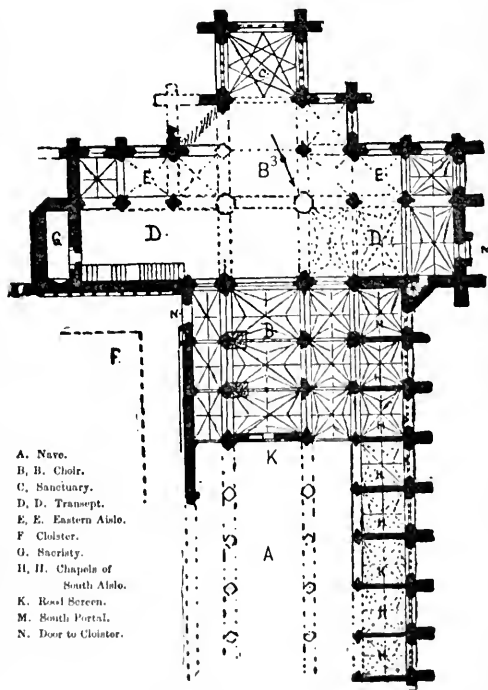 C
B 3
E
E
D
D
G
N
N
B
H
F
H
K
H
A
H
K
H
H
A. Nave.
B, B. Choir.
C, Sanctuary.
D, D. Transept.
E, E. Eastern Aisle.
F Cloister.
G. Sacristy.
H, H. Chapels of
South Aisle.
K. Rood Screen.
M. South Portal.
N. Door to Cloister.